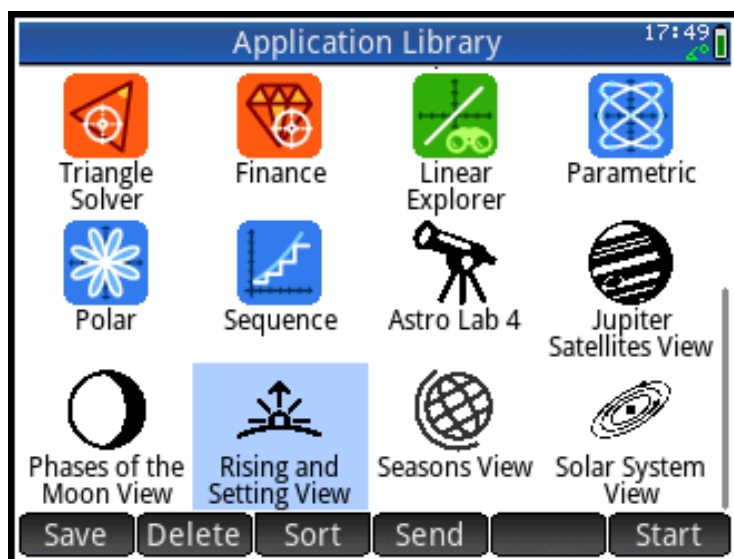 Application Library
17:49
Triangle
Solver
Finance
Linear
Explorer
Parametric
Polar
Sequence
Astro Lab 4
Jupiter
Satellites View
Phases of the
Moon View
Rising and
Setting View
Seasons View
Solar System
View
Save
Delete
Sort
Send
Start